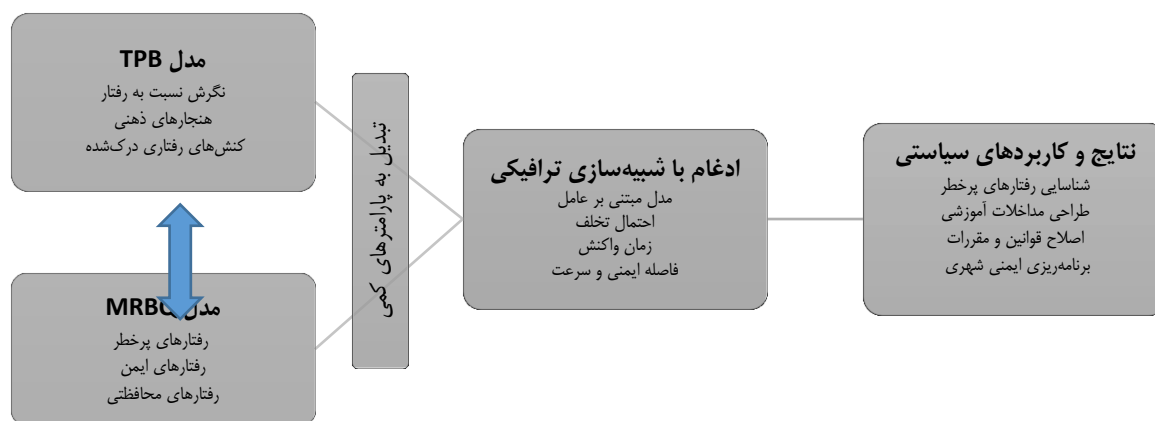 مدل TPB
نگرش نسبت به رفتار
هنجارهای ذهنی
کنش‌های رفتاری درک‌شده
مدل MRBQ
رفتارهای پرخطر
رفتارهای ایمن
رفتارهای محافظتی
تبدیل به پارامترهای کمی
ادغام با شبیه‌سازی ترافیکی
مدل مبتنی بر عامل
احتمال تخلف
زمان واکنش
فاصله ایمنی و سرعت
نتایج و کاربردهای سیاستی
شناسایی رفتارهای پرخطر
طراحی مداخلات آموزشی
اصلاح قوانین و مقررات
برنامه‌ریزی ایمنی شهری